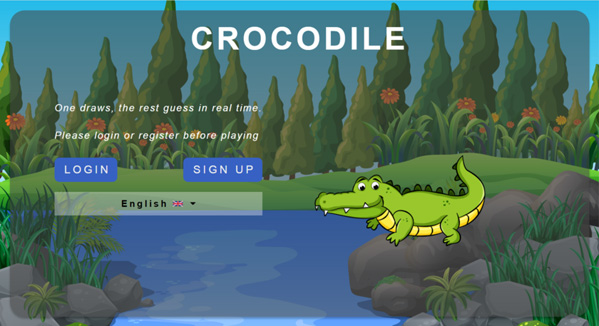 CROCODILE
One draws, the rest guess in real time.
Please login or register before playing
LOGIN
SIGN UP
English